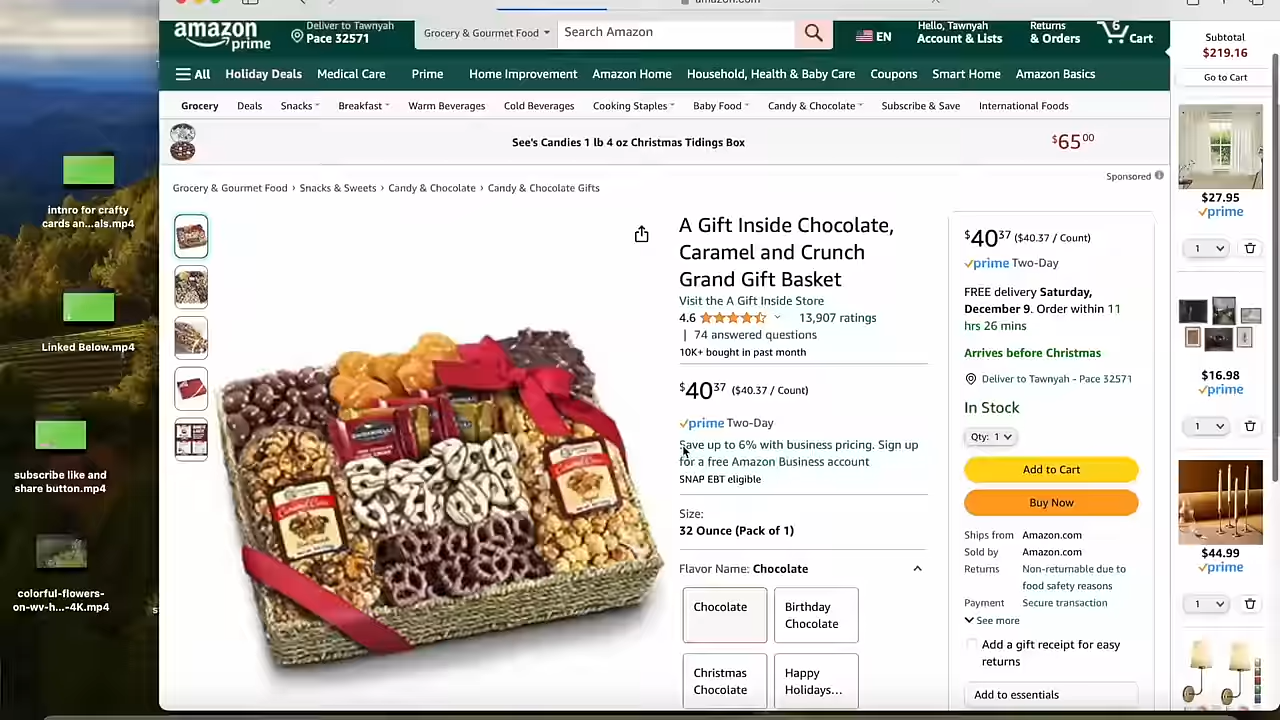 amazon.com
amazon
prime
Deliver to Tawnyah
Pace 32571
Grocery & Gourmet Food
Search Amazon
EN
Hello, Tawnyah
Account & Lists
Returns
& Orders
6
Cart
Subtotal
$219.16
Go to Cart
All
Holiday Deals
Medical Care
Prime
Home Improvement
Amazon Home
Household, Health & Baby Care
Coupons
Smart Home
Amazon Basics
Grocery
Deals
Snacks
Breakfast
Warm Beverages
Cold Beverages
Cooking Staples
Baby Food
Candy & Chocolate
Subscribe & Save
International Foods
See's Candies 1 lb 4 oz Christmas Tidings Box
$65 00
Sponsored
Grocery & Gourmet Food › Snacks & Sweets › Candy & Chocolate › Candy & Chocolate Gifts
A Gift Inside Chocolate,
Caramel and Crunch
Grand Gift Basket
Visit the A Gift Inside Store
4.6
13,907 ratings
| 74 answered questions
10K+ bought in past month
$40 37 ($40.37 / Count)
prime Two-Day
Save up to 6% with business pricing. Sign up
for a free Amazon Business account
SNAP EBT eligible
Size:
32 Ounce (Pack of 1)
Flavor Name: Chocolate
Chocolate
Birthday
Chocolate
Christmas
Chocolate
Happy
Holidays...
$40 37 ($40.37 / Count)
prime Two-Day
FREE delivery Saturday,
December 9. Order within 11
hrs 26 mins
Arrives before Christmas
Deliver to Tawnyah - Pace 32571
In Stock
Qty: 1
Add to Cart
Buy Now
Ships from Amazon.com
Sold by Amazon.com
Returns Non-returnable due to
food safety reasons
Payment Secure transaction
See more
Add a gift receipt for easy
returns
Add to essentials
$27.95
prime
1
$16.98
prime
1
$44.99
prime
1
intnro for crafty
cards an...als.mp4
Linked Below.mp4
subscribe like and
share button.mp4
colorful-flowers-
on-wv-h...-4K.mp4